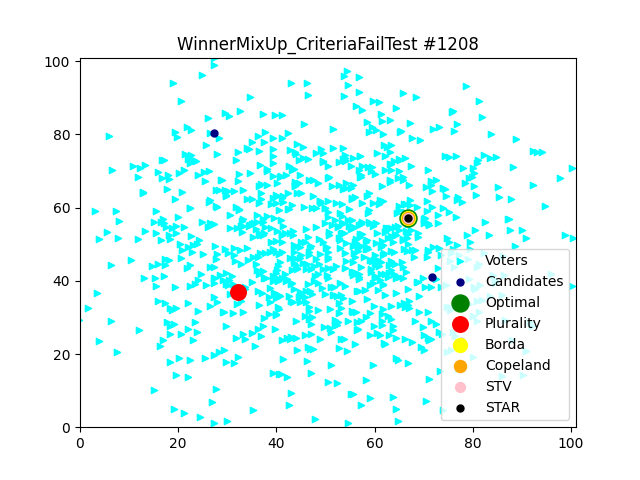 WinnerMixUp_CriteriaFailTest #1208
100
80
60
40
20
0
0
20
40
60
80
100
Voters
Candidates
Optimal
Plurality
Borda
Copeland
STV
STAR